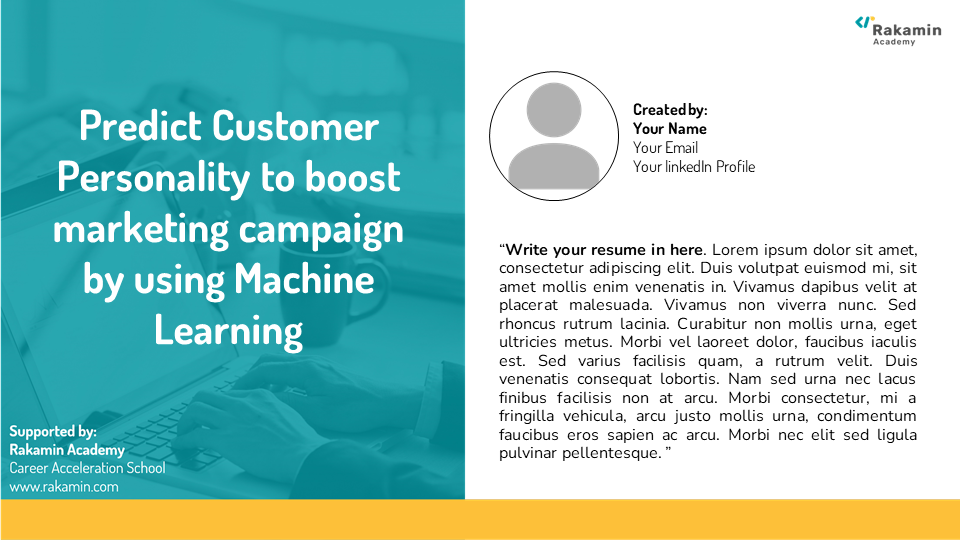 Predict Customer
Personality to boost
marketing campaign
by using Machine
Learning
Supported by:
Rakamin Academy
Career Acceleration School
www.rakamin.com
Rakamin
Academy
Created by:
Your Name
Your Email
Your linkedIn Profile
“Write your resume in here. Lorem ipsum dolor sit amet,
consectetur adipiscing elit. Duis volutpat euismod mi, sit
amet mollis enim venenatis in. Vivamus dapibus velit at
placerat malesuada. Vivamus non viverra nunc. Sed
rhoncus rutrum lacinia. Curabitur non mollis urna, eget
ultricies metus. Morbi vel laoreet dolor, faucibus iaculis
est. Sed varius facilisis quam, a rutrum velit. Duis
venenatis consequat lobortis. Nam sed urna nec lacus
finibus facilisis non at arcu. Morbi consectetur, mi a
fringilla vehicula, arcu justo mollis urna, condimentum
faucibus eros sapien ac arcu. Morbi nec elit sed ligula
pulvinar pellentesque. ”